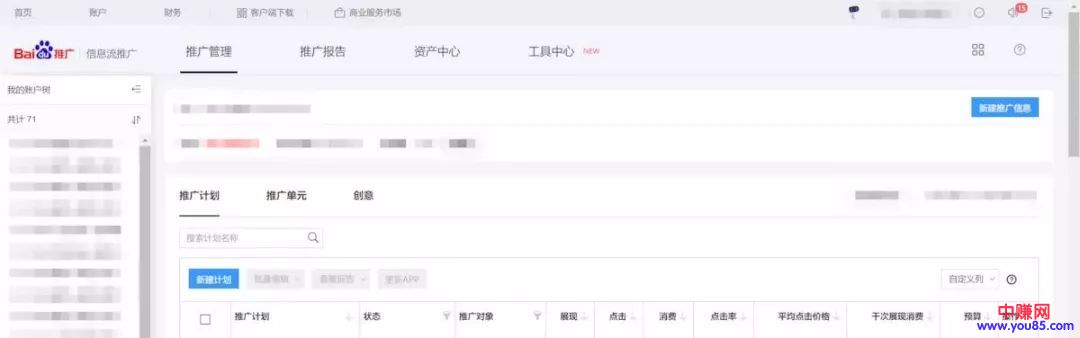 首页 账户 财务 客户端下载 商业服务市场 15
Bai推广 信息流推广 推广管理 推广报告 资产中心 工具中心 NEW
我的账户树
共计 71
新建推广信息
推广计划 推广单元 创意
搜索计划名称
新建计划 批量编辑 查看报告 更新APP 自定义列
推广计划 状态 推广对象 展现 点击 消费 点击率 平均点击价格 千次展现消费 预算
中赚网
www.you85.com